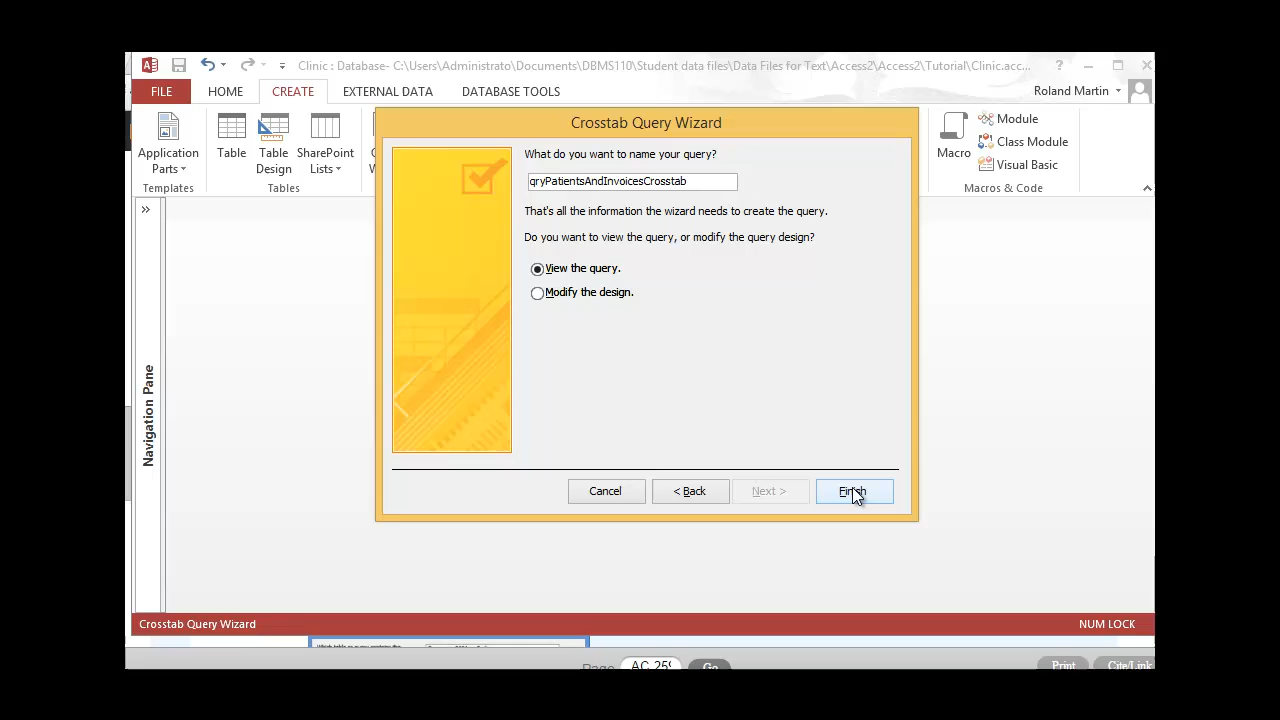 Clinic : Database- C:\Users\Administrato\Documents\DBMS110\Student data files\Data Files for Text\Access2\Access2\Tutorial\Clinic.acc...
?
FILE HOME CREATE EXTERNAL DATA DATABASE TOOLS Roland Martin
Application Parts
Table
Table Design
SharePoint Lists
Macro
Module
Class Module
Visual Basic
Templates
Tables
Macros & Code
Crosstab Query Wizard
What do you want to name your query?
qryPatientsAndInvoicesCrosstab
That's all the information the wizard needs to create the query.
Do you want to view the query, or modify the query design?
View the query.
Modify the design.
Cancel < Back Next > Finish
Navigation Pane
Crosstab Query Wizard NUM LOCK
Page Go Print Cite/Link